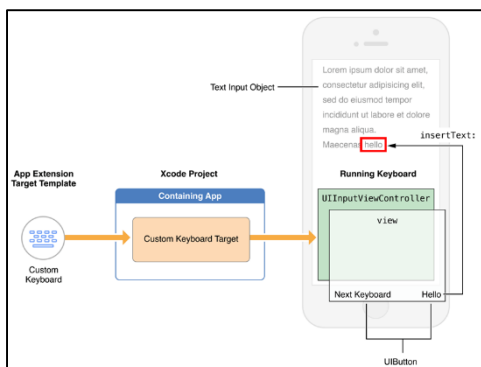 Lorem ipsum dolor sit amet,
consectetur adipisicing elit,
sed do eiusmod tempor
incididunt ut labore et dolore
magna aliqua.
Maecenas hello
Text Input Object
insertText:
App Extension
Target Template
Xcode Project
Running Keyboard
Containing App
UIInputViewController
view
Custom Keyboard Target
Custom
Keyboard
Next Keyboard
Hello
UIButton